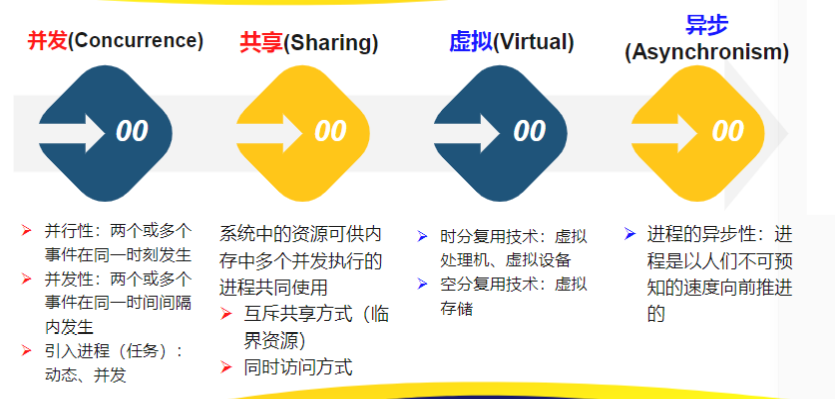 并发(Concurrence)
共享(Sharing)
虚拟(Virtual)
异步
(Asynchronism)
00
00
00
00
并行性：两个或多个
事件在同一时刻发生
并发性：两个或多个
事件在同一时间间隔
内发生
引入进程（任务）：
动态、并发
系统中的资源可供内
存中多个并发执行的
进程共同使用
互斥共享方式（临
界资源）
同时访问方式
时分复用技术：虚拟
处理机、虚拟设备
空分复用技术：虚拟
存储
进程的异步性：进
程是以人们不可预
知的速度向前推进
的